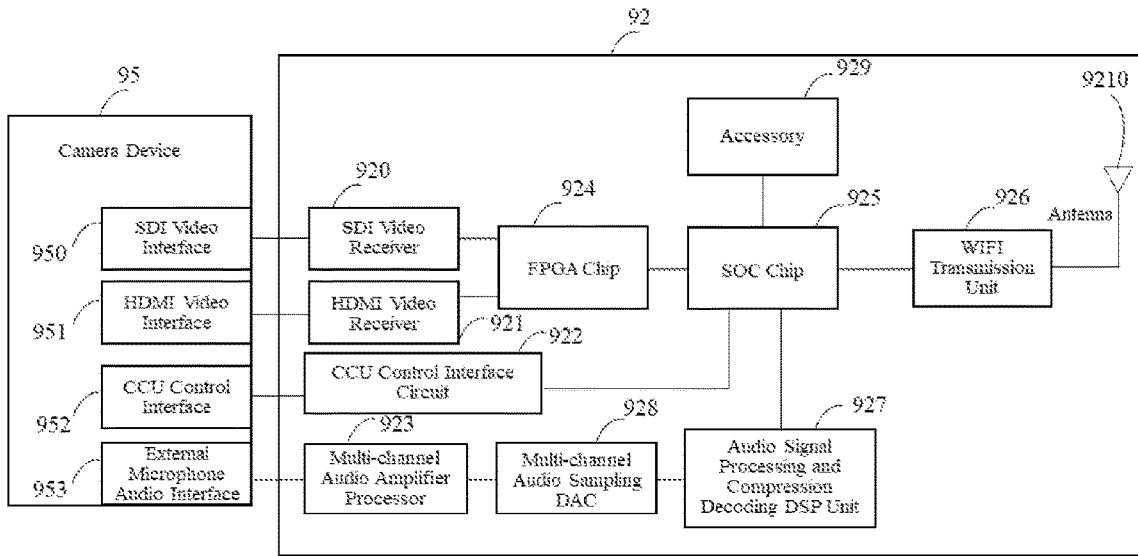 92
95
929
9210
Camera Device
Accessory
920
924
925
926
Antenna
950
SDI Video
Interface
SDI Video
Receiver
FPGA Chip
SOC Chip
WIFI
Transmission
Unit
951
HDMI Video
Interface
HDMI Video
Receiver
921
922
952
CCU Control
Interface
CCU Control Interface
Circuit
923
928
927
953
External
Microphone
Audio Interface
Multi-channel
Audio Amplifier
Processor
Multi-channel
Audio Sampling
DAC
Audio Signal
Processing and
Compression
Decoding DSP Unit